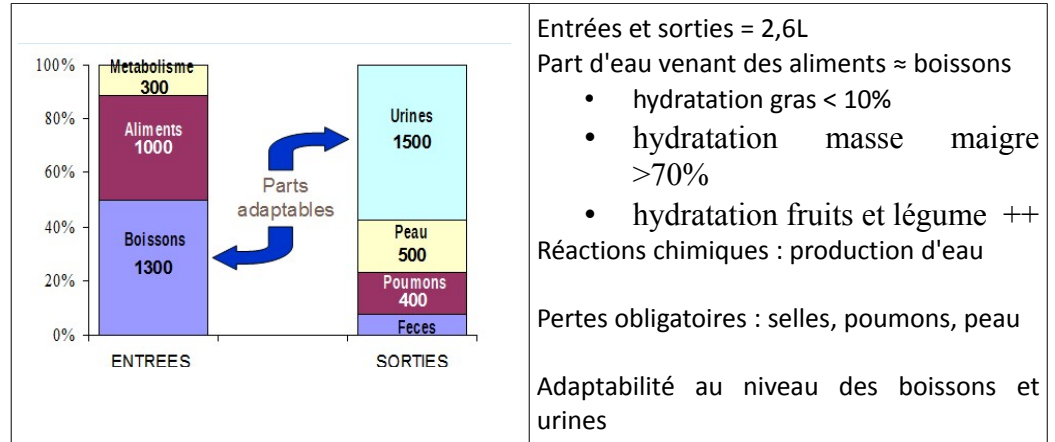 100%
80%
60%
40%
20%
0%
Metabolisme
300
Aliments
1000
Boissons
1300
Parts
adaptables
Urines
1500
Peau
500
Poumons
400
Feces
ENTREES
SORTIES
Entrées et sorties = 2,6L
Part d'eau venant des aliments ≈ boissons
• hydratation gras < 10%
• hydratation masse maigre
>70%
• hydratation fruits et légume ++
Réactions chimiques : production d'eau
Pertes obligatoires : selles, poumons, peau
Adaptabilité au niveau des boissons et
urines